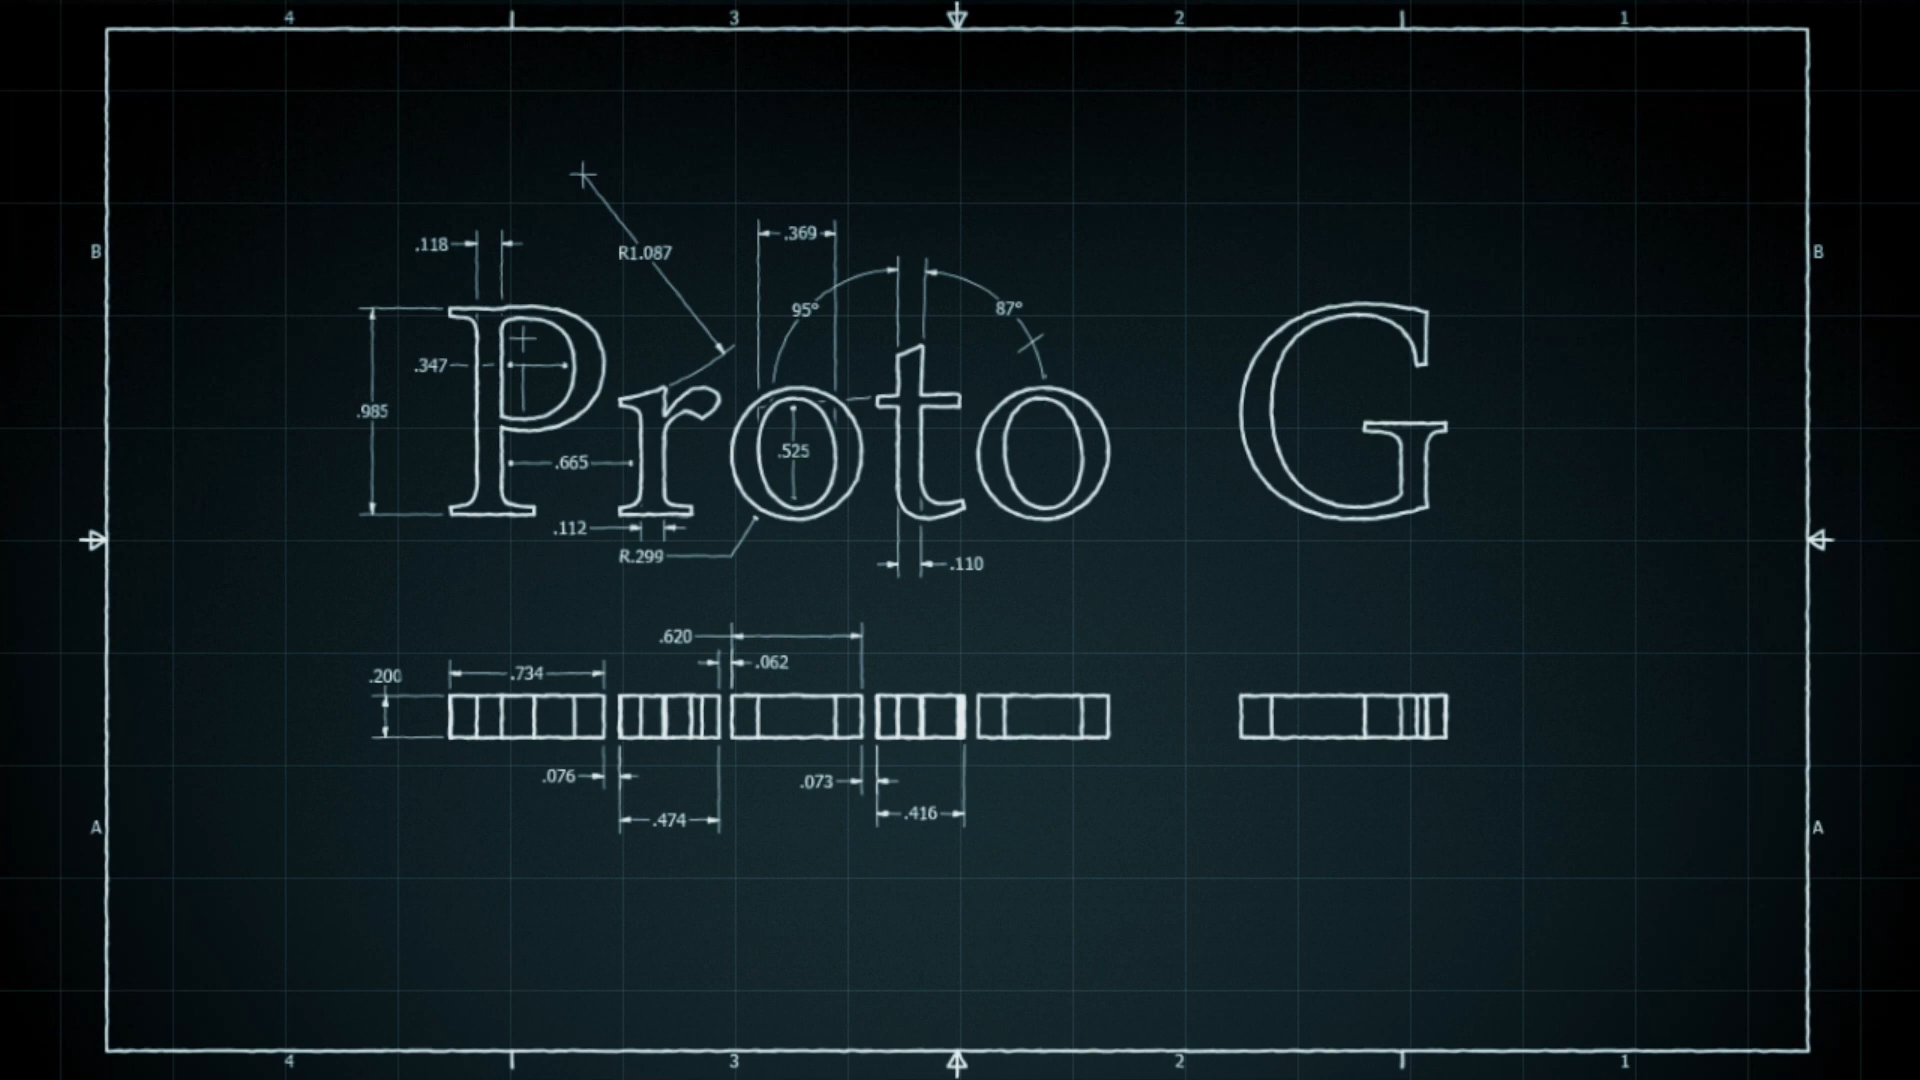 4 3 2 1
.369
.118 R1.087
B B
95° 87°
.347
.985
Proto G
.525
.665
.112
R.299
.110
.620
.062
.200 .734
.076 .073
.474 .416
A A
4 3 2 1